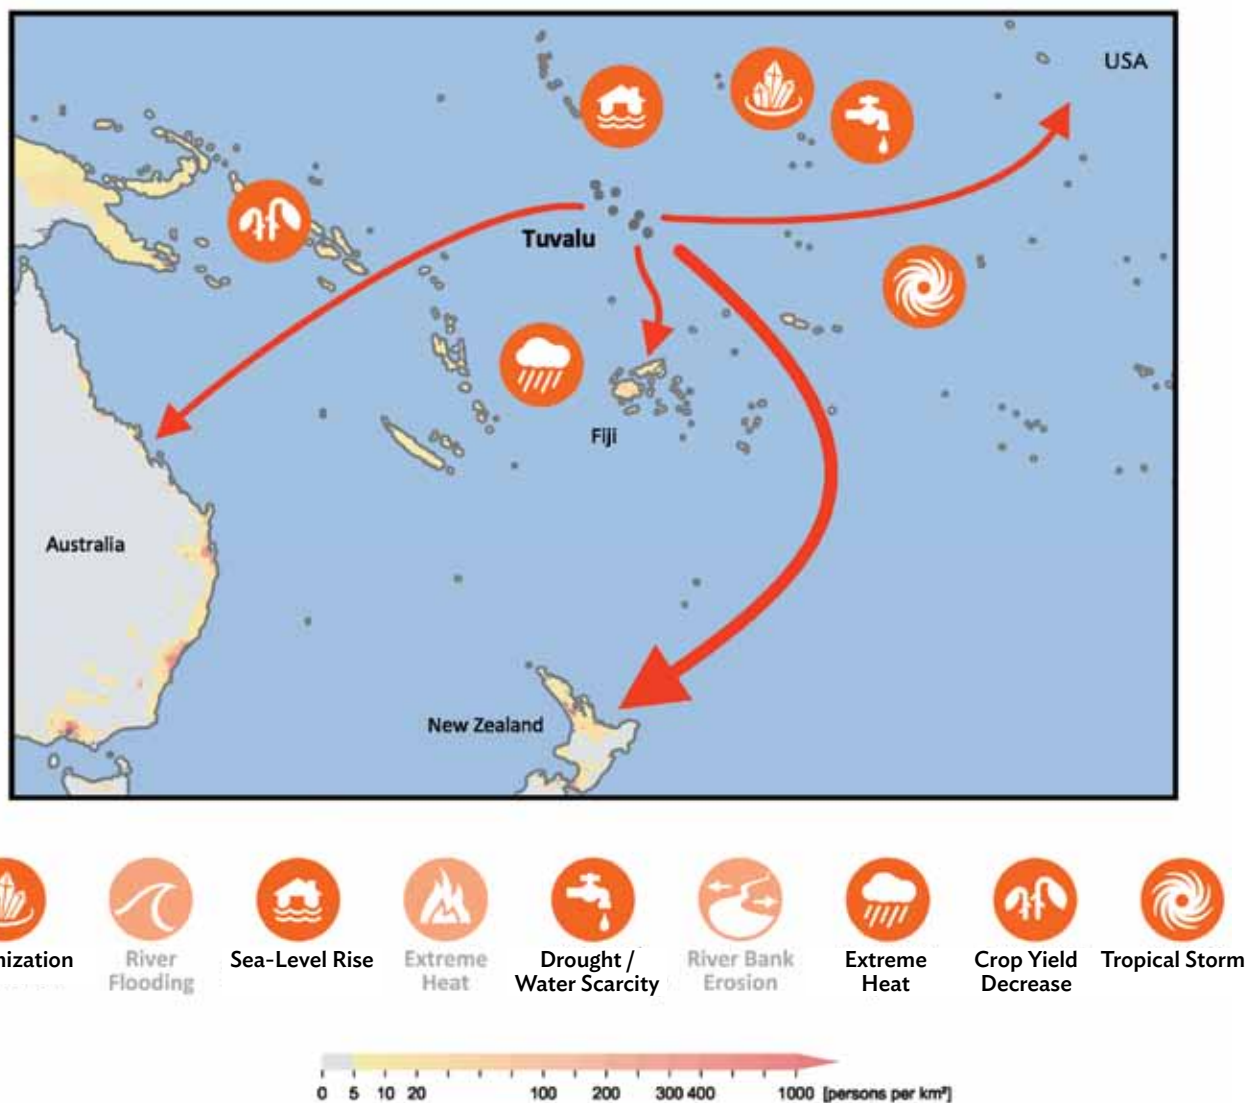 USA
Tuvalu
Fiji
Australia
New Zealand
nization
River
Flooding
Sea-Level Rise
Extreme
Heat
Drought /
Water Scarcity
River Bank
Erosion
Extreme
Heat
Crop Yield
Decrease
Tropical Storm
0 5 10 20 100 200 300 400 1000 [persons per km²]